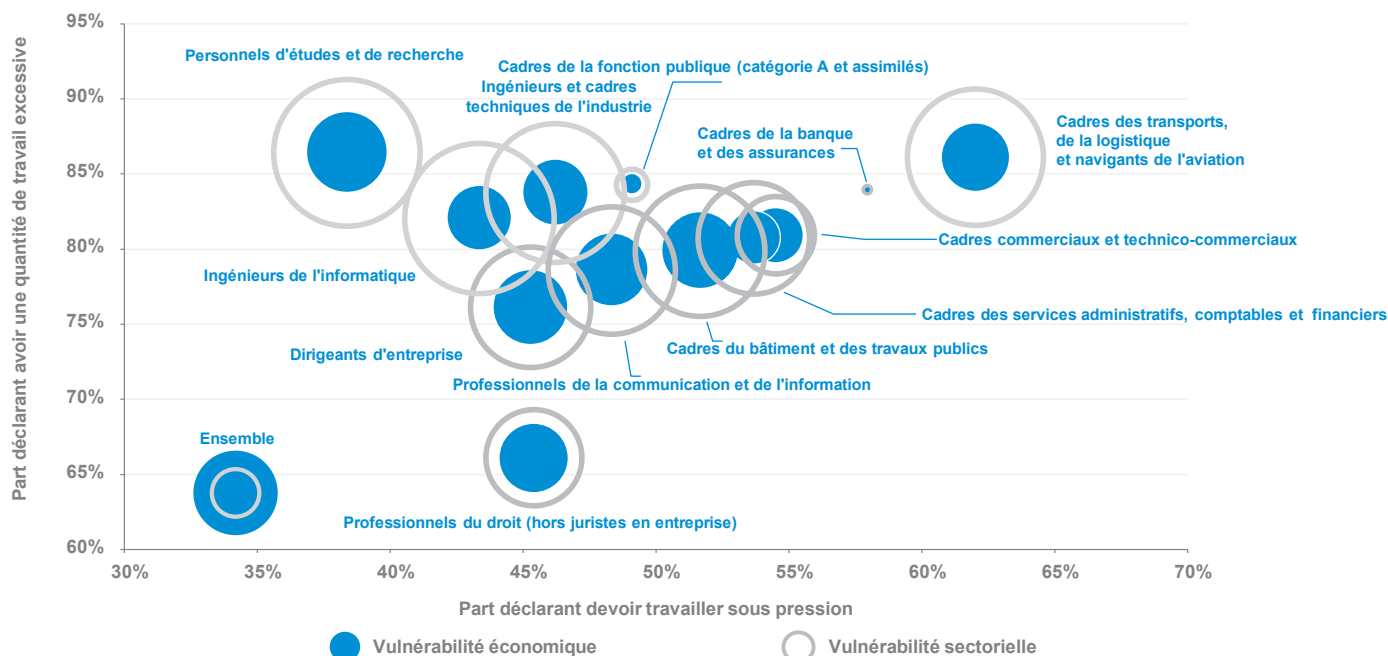 95%
90%
85%
80%
75%
70%
65%
60%
Part déclarant avoir une quantité de travail excessive
Personnels d'études et de recherche
Cadres de la fonction publique (catégorie A et assimilés)
Ingénieurs et cadres
techniques de l'industrie
Cadres de la banque
et des assurances
Cadres des transports,
de la logistique
et navigants de l'aviation
Cadres commerciaux et technico-commerciaux
Ingénieurs de l'informatique
Cadres des services administratifs, comptables et financiers
Cadres du bâtiment et des travaux publics
Dirigeants d'entreprise
Professionnels de la communication et de l'information
Ensemble
Professionnels du droit (hors juristes en entreprise)
30% 35% 40% 45% 50% 55% 60% 65% 70%
Part déclarant devoir travailler sous pression
Vulnérabilité économique
Vulnérabilité sectorielle